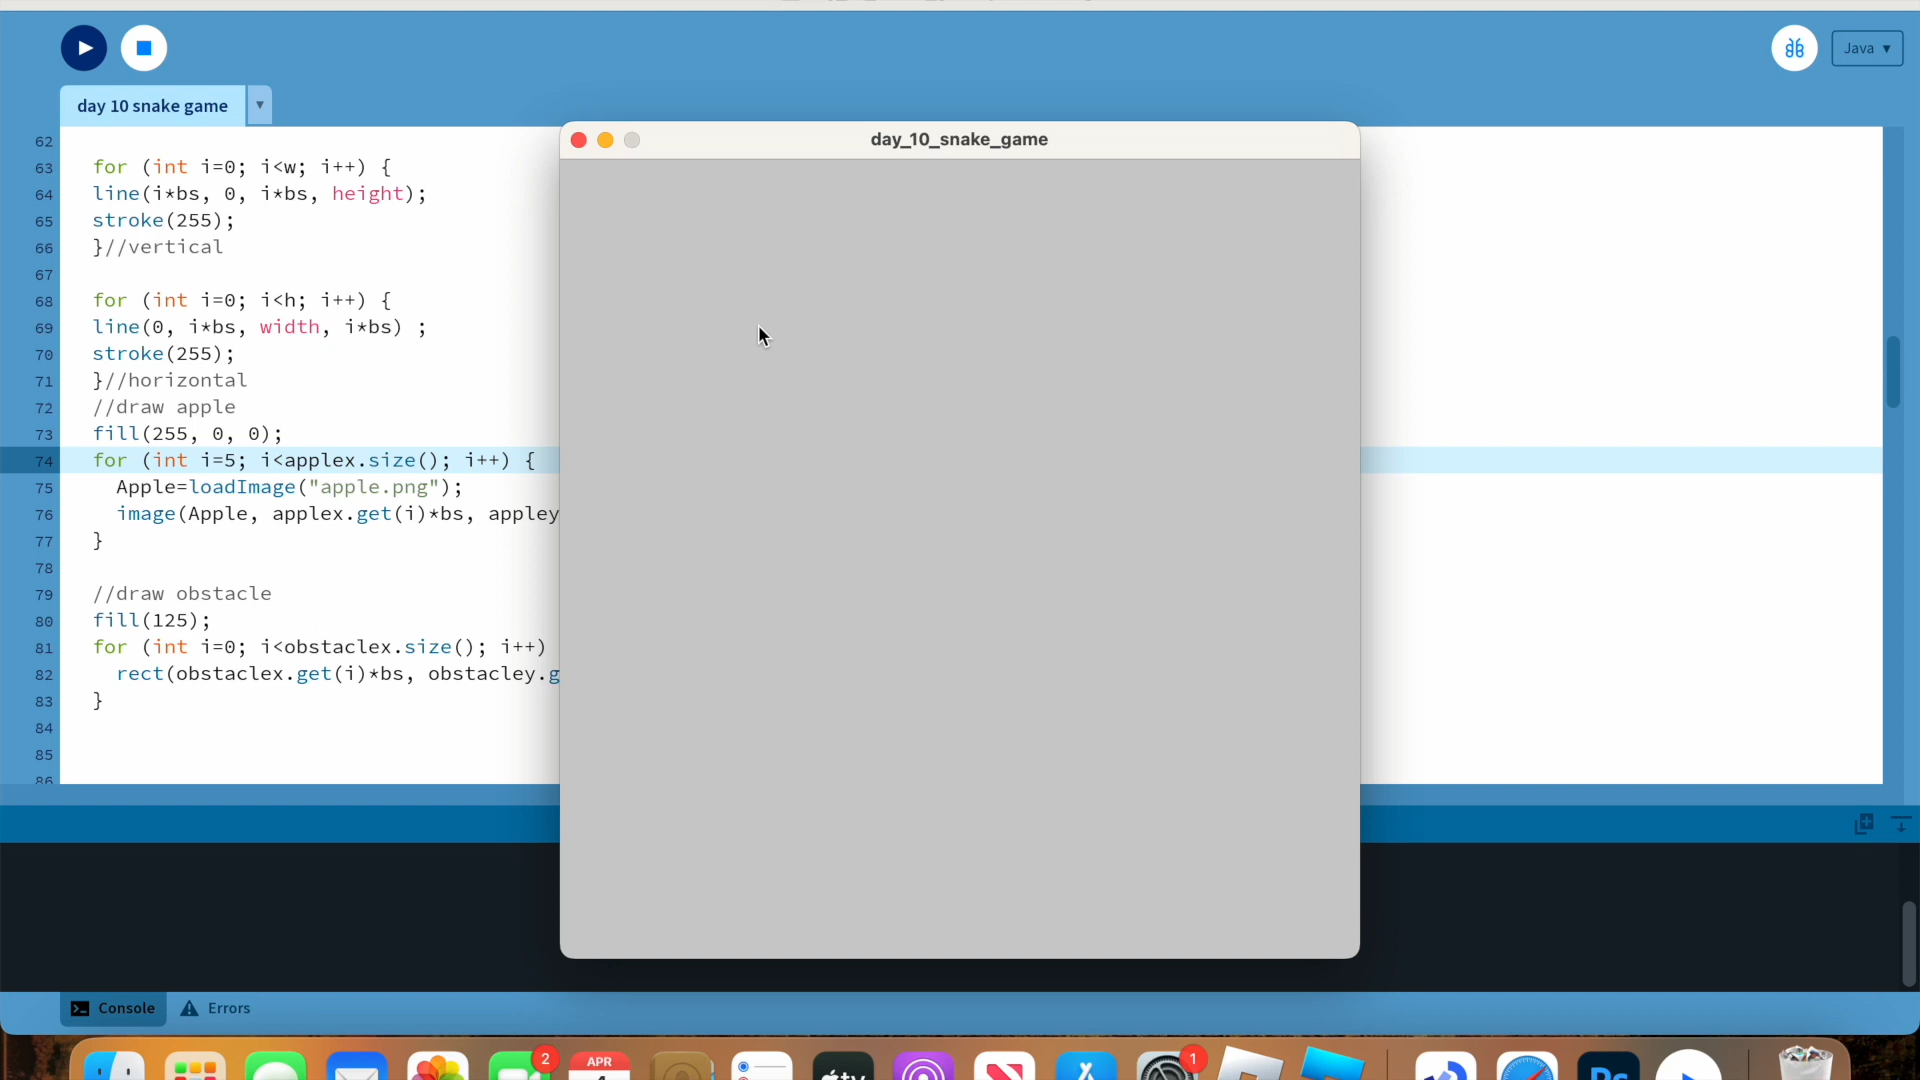 Java ▾
day 10 snake game ▾
day_10_snake_game
62
63 for (int i=0; i<w; i++) {
64 line(i*bs, 0, i*bs, height);
65 stroke(255);
66 }//vertical
67
68 for (int i=0; i<h; i++) {
69 line(0, i*bs, width, i*bs) ;
70 stroke(255);
71 }//horizontal
72 //draw apple
73 fill(255, 0, 0);
74 for (int i=5; i<applex.size(); i++) {
75 Apple=loadImage("apple.png");
76 image(Apple, applex.get(i)*bs, appley
77 }
78
79 //draw obstacle
80 fill(125);
81 for (int i=0; i<obstaclex.size(); i++)
82 rect(obstaclex.get(i)*bs, obstacley.g
83 }
84
85
86
Console Errors
2 APR tv 1 Ps